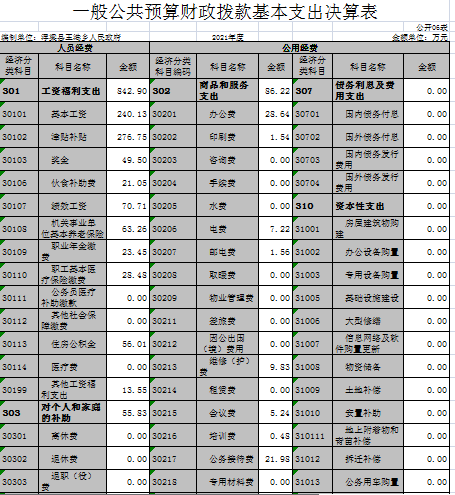 一般公共预算财政拨款基本支出决算表
公开06表
编制单位：浮梁县王港乡人民政府 2021年度 金额单位：万元
人员经费 公用经费
经济分类科目 科目名称 金额 经济分类科目编码 科目名称 金额 经济分类科目 科目名称 金额
301 工资福利支出 842.90 302 商品和服务支出 86.22 307 债务利息及费用支出 0.00
30101 基本工资 240.13 30201 办公费 28.64 30701 国内债务付息 0.00
30102 津贴补贴 276.75 30202 印刷费 1.54 30702 国外债务付息 0.00
30103 奖金 49.50 30203 咨询费 0.00 30703 国内债务发行费用 0.00
30106 伙食补助费 21.05 30204 手续费 0.00 30704 国外债务发行费用 0.00
30107 绩效工资 70.71 30205 水费 0.00 310 资本性支出 0.00
30108 机关事业单位基本养老保险 63.26 30206 电费 7.22 31001 房屋建筑物购建 0.00
30109 职业年金缴费 23.45 30207 邮电费 1.56 31002 办公设备购置 0.00
30110 职工基本医疗保险缴费 28.48 30208 取暖费 0.00 31003 专用设备购置 0.00
30111 公务员医疗补助缴款 0.00 30209 物业管理费 0.00 31005 基础设施建设 0.00
30112 其他社会保障缴费 0.00 30211 差旅费 0.00 31006 大型修缮 0.00
30113 住房公积金 56.01 30212 因公出国（境）费用 0.00 31007 信息网络及软件购置更新 0.00
30114 医疗费 0.00 30213 维修（护）费 9.83 31008 物资储备 0.00
30199 其他工资福利支出 13.55 30214 租赁费 0.00 31009 土地补偿 0.00
303 对个人和家庭的补助 55.83 30215 会议费 5.24 31010 安置补助 0.00
30301 离休费 0.00 30216 培训费 0.48 310111 地上附着物和青苗补偿 0.00
30302 退休费 0.00 30217 公务接待费 21.98 31012 拆迁补偿 0.00
30303 退职（役）费 0.00 30218 专用材料费 0.00 31013 公务用车购置 0.00